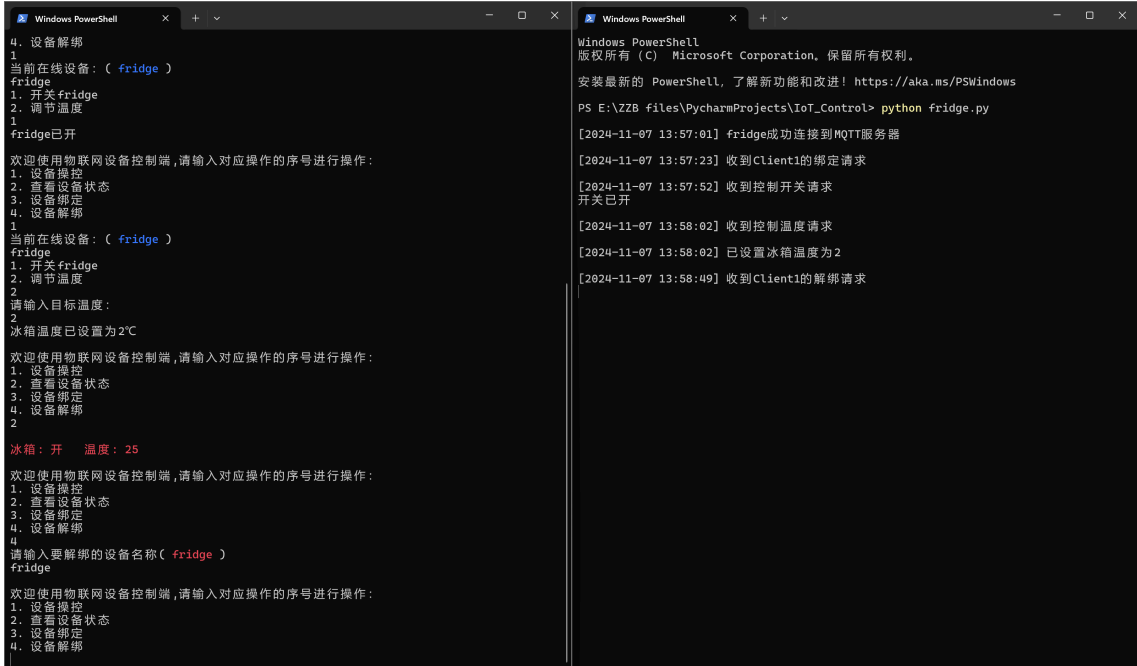 Windows PowerShell
4. 设备解绑
1
当前在线设备: ( fridge )
fridge
1. 开关fridge
2. 调节温度
1
fridge已开
欢迎使用物联网设备控制端,请输入对应操作的序号进行操作:
1. 设备操控
2. 查看设备状态
3. 设备绑定
4. 设备解绑
1
当前在线设备: ( fridge )
fridge
1. 开关fridge
2. 调节温度
2
请输入目标温度:
2
冰箱温度已设置为2℃
欢迎使用物联网设备控制端,请输入对应操作的序号进行操作:
1. 设备操控
2. 查看设备状态
3. 设备绑定
4. 设备解绑
2
冰箱: 开 温度: 25
欢迎使用物联网设备控制端,请输入对应操作的序号进行操作:
1. 设备操控
2. 查看设备状态
3. 设备绑定
4. 设备解绑
4
请输入要解绑的设备名称( fridge )
fridge
欢迎使用物联网设备控制端,请输入对应操作的序号进行操作:
1. 设备操控
2. 查看设备状态
3. 设备绑定
4. 设备解绑
Windows PowerShell
Windows PowerShell
版权所有 (C) Microsoft Corporation。保留所有权利。
安装最新的 PowerShell,了解新功能和改进!https://aka.ms/PSWindows
PS E:\ZZB files\PycharmProjects\IoT_Control> python fridge.py
[2024-11-07 13:57:01] fridge成功连接到MQTT服务器
[2024-11-07 13:57:23] 收到Client1的绑定请求
[2024-11-07 13:57:52] 收到控制开关请求
开关已开
[2024-11-07 13:58:02] 收到控制温度请求
[2024-11-07 13:58:02] 已设置冰箱温度为2
[2024-11-07 13:58:49] 收到Client1的解绑请求